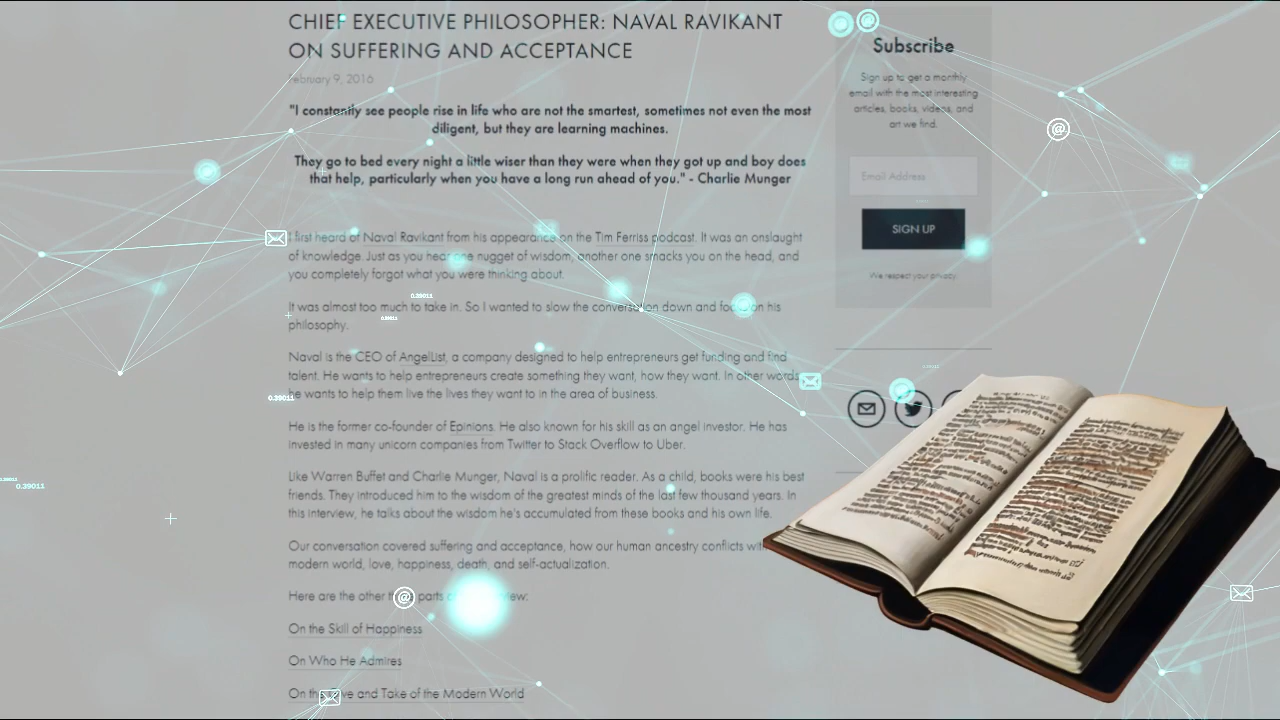 CHIEF EXECUTIVE PHILOSOPHER: NAVAL RAVIKANT
ON SUFFERING AND ACCEPTANCE
February 9, 2016
"I constantly see people rise in life who are not the smartest, sometimes not even the most
diligent, but they are learning machines.
They go to bed every night a little wiser than they were when they got up and boy does
that help, particularly when you have a long run ahead of you." - Charlie Munger
I first heard of Naval Ravikant from his appearance on the Tim Ferriss podcast. It was an onslaught
of knowledge. Just as you hear one nugget of wisdom, another one smacks you on the head, and
you completely forgot what you were thinking about.
It was almost too much to take in. So I wanted to slow the conversation down and focus on his
philosophy.
Naval is the CEO of AngelList, a company designed to help entrepreneurs get funding and find
talent. He wants to help entrepreneurs create something they want, how they want. In other words,
he wants to help them live the lives they want to in the area of business.
He is the former co-founder of Epinions. He also known for his skill as an angel investor. He has
invested in many unicorn companies from Twitter to Stack Overflow to Uber.
Like Warren Buffet and Charlie Munger, Naval is a prolific reader. As a child, books were his best
friends. They introduced him to the wisdom of the greatest minds of the last few thousand years. In
this interview, he talks about the wisdom he's accumulated from these books and his own life.
Our conversation covered suffering and acceptance, how our human ancestry conflicts with
modern world, love, happiness, death, and self-actualization.
Here are the other parts view:
On the Skill of Happiness
On Who He Admires
On the Give and Take of the Modern World
Subscribe
Sign up to get a monthly
email with the most interesting
articles, books, videos, and
art we find.
Email Address
SIGN UP
We respect your privacy.
0.39011
0.39011
0.39011
0.39011